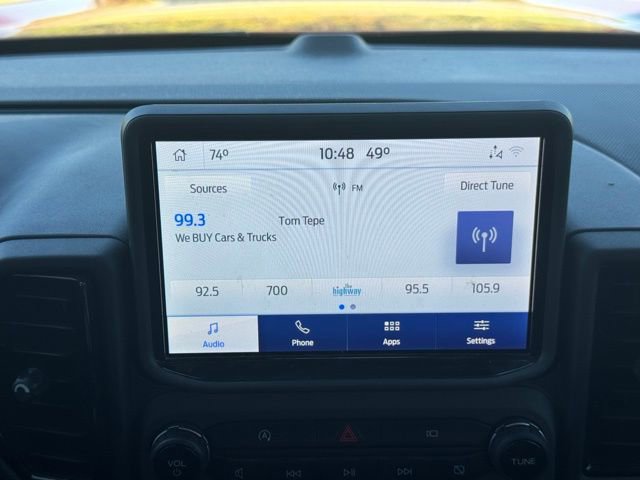 74° 10:48 49°
Sources FM Direct Tune
99.3 Tom Tepe
We BUY Cars & Trucks
92.5 700 the highway 95.5 105.9
Audio Phone Apps Settings
VOL TUNE